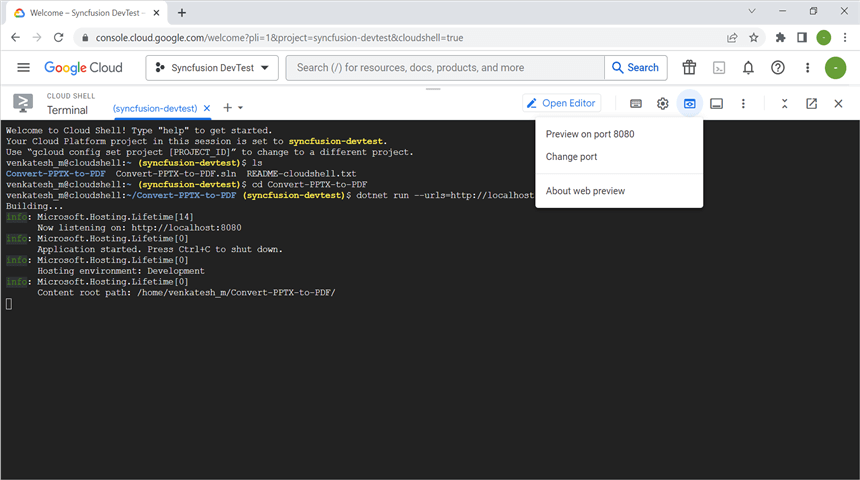 Welcome – Syncfusion DevTest –
console.cloud.google.com/welcome?pli=1&project=syncfusion-devtest&cloudshell=true
Google Cloud
Syncfusion DevTest
Search (/) for resources, docs, products, and more
Search
CLOUD SHELL
Terminal
(syncfusion-devtest)
Open Editor
Preview on port 8080
Change port
About web preview
Welcome to Cloud Shell! Type "help" to get started.
Your Cloud Platform project in this session is set to syncfusion-devtest.
Use “gcloud config set project [PROJECT_ID]” to change to a different project.
venkatesh_m@cloudshell:~ (syncfusion-devtest)$ ls
Convert-PPTX-to-PDF Convert-PPTX-to-PDF.sln README-cloudshell.txt
venkatesh_m@cloudshell:~ (syncfusion-devtest)$ cd Convert-PPTX-to-PDF
venkatesh_m@cloudshell:~/Convert-PPTX-to-PDF (syncfusion-devtest)$ dotnet run --urls=http://localhost
Building...
info: Microsoft.Hosting.Lifetime[14]
Now listening on: http://localhost:8080
info: Microsoft.Hosting.Lifetime[0]
Application started. Press Ctrl+C to shut down.
info: Microsoft.Hosting.Lifetime[0]
Hosting environment: Development
info: Microsoft.Hosting.Lifetime[0]
Content root path: /home/venkatesh_m/Convert-PPTX-to-PDF/